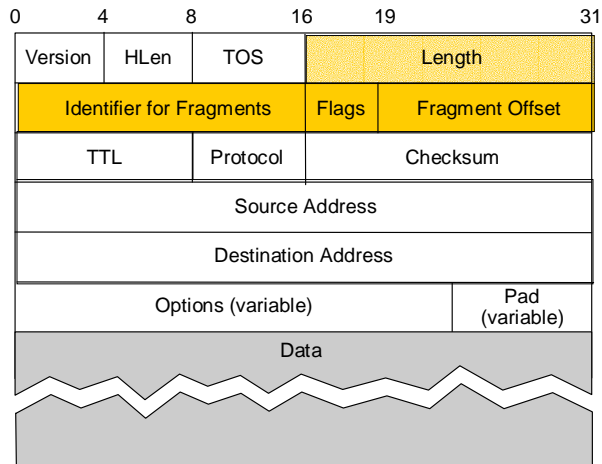 0 4 8 16 19 31
Version HLen TOS Length
Identifier for Fragments Flags Fragment Offset
TTL Protocol Checksum
Source Address
Destination Address
Options (variable) Pad
(variable)
Data